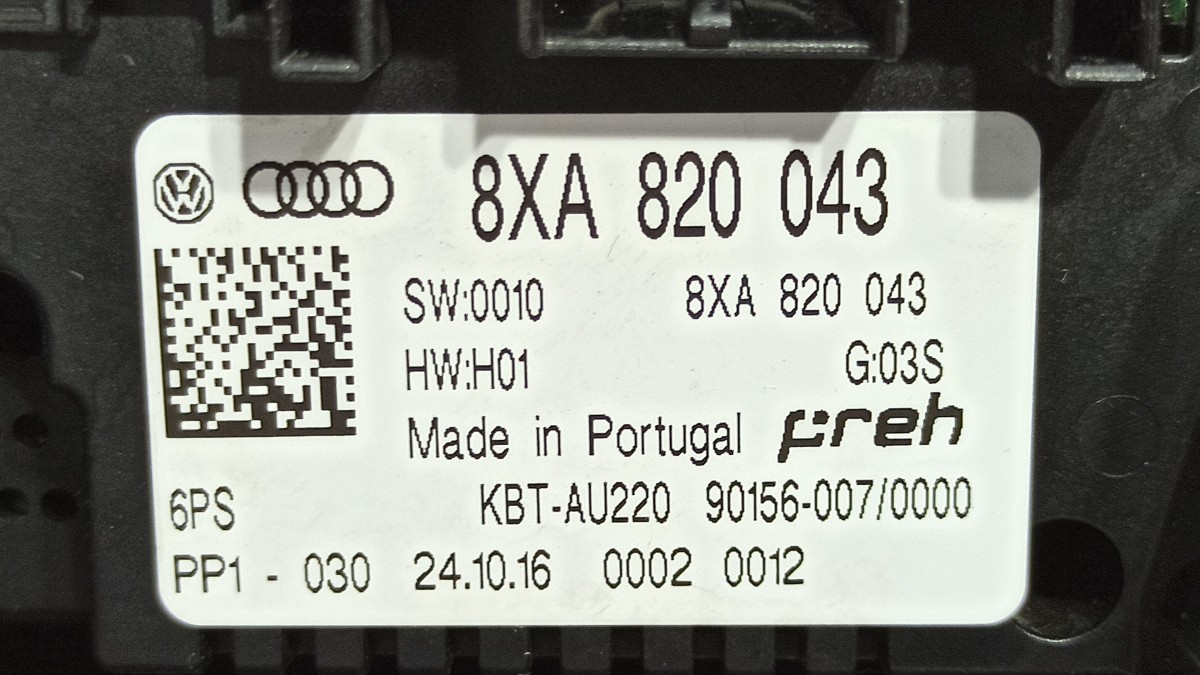 8XA 820 043
SW:0010 8XA 820 043
HW:H01 G:03S
Made in Portugal preh
6PS KBT-AU220 90156-007/0000
PP1 - 030 24.10.16 0002 0012